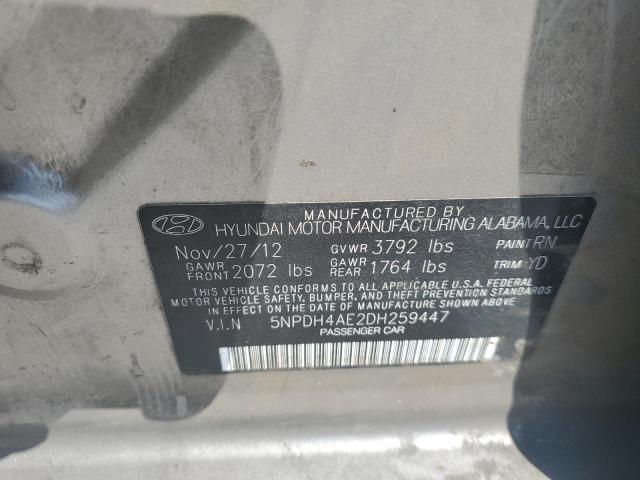 MANUFACTURED BY
HYUNDAI MOTOR MANUFACTURING ALABAMA, LLC
Nov/27/12 GVWR 3792 lbs PAINT RN
GAWR FRONT 2072 lbs GAWR REAR 1764 lbs TRIM YD
THIS VEHICLE CONFORMS TO ALL APPLICABLE U.S.A. FEDERAL
MOTOR VEHICLE SAFETY, BUMPER, AND THEFT PREVENTION STANDARDS
IN EFFECT ON THE DATE OF MANUFACTURE SHOWN ABOVE.
V.I.N 5NPDH4AE2DH259447
PASSENGER CAR